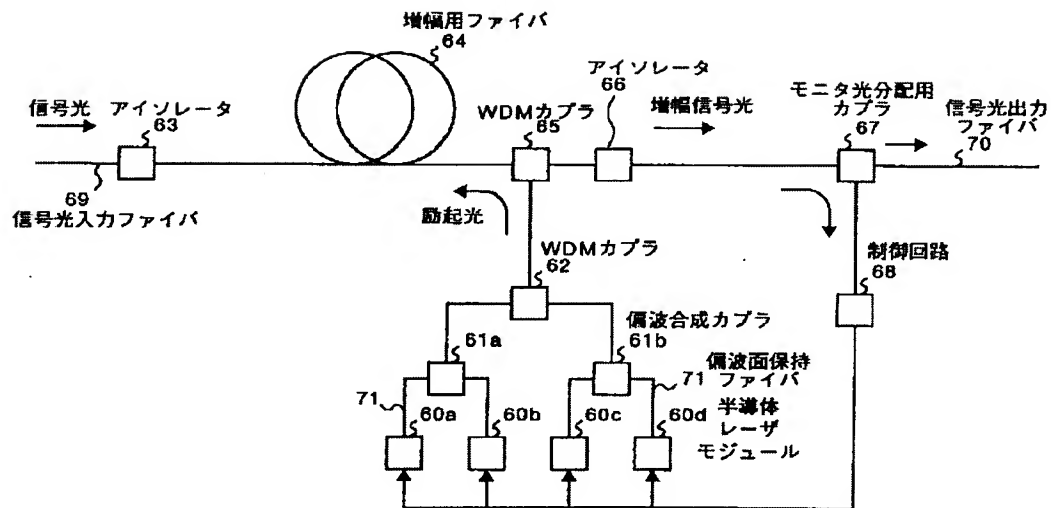 増幅用ファイバ
64
信号光
アイソレータ
63
WDMカプラ
65
アイソレータ
66
増幅信号光
モニタ光分配用
カプラ
67
信号光出力
ファイバ
70
69
信号光入力ファイバ
励起光
WDMカプラ
62
制御回路
68
61a
偏波合成カプラ
61b
71
偏波面保持
ファイバ
71
60a
60b
60c
60d
半導体
レーザ
モジュール